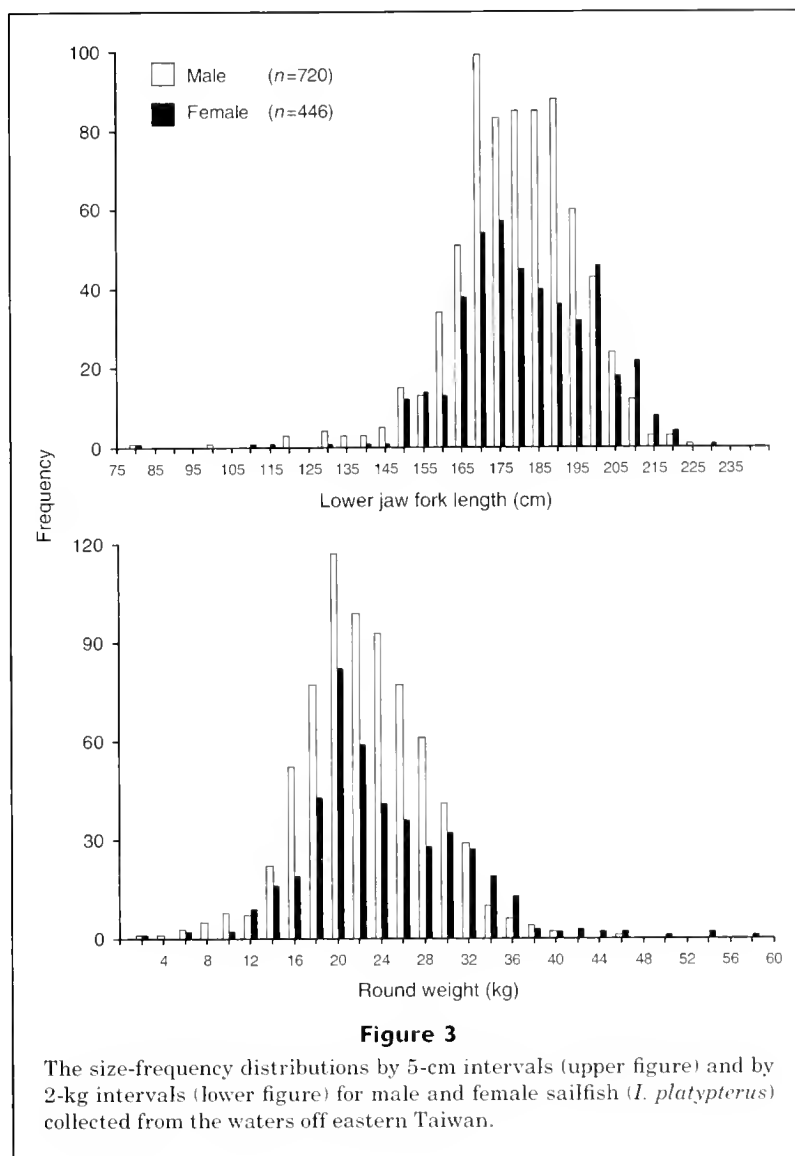 100
80
60
40
20
0
Male (n=720)
Female (n=446)
75 85 95 105 115 125 135 145 155 165 175 185 195 205 215 225 235
Lower jaw fork length (cm)
Frequency
120
90
60
30
0
4 8 12 16 20 24 28 32 36 40 44 48 52 56 60
Round weight (kg)
Figure 3
The size-frequency distributions by 5-cm intervals (upper figure) and by
2-kg intervals (lower figure) for male and female sailfish (I. platypterus)
collected from the waters off eastern Taiwan.